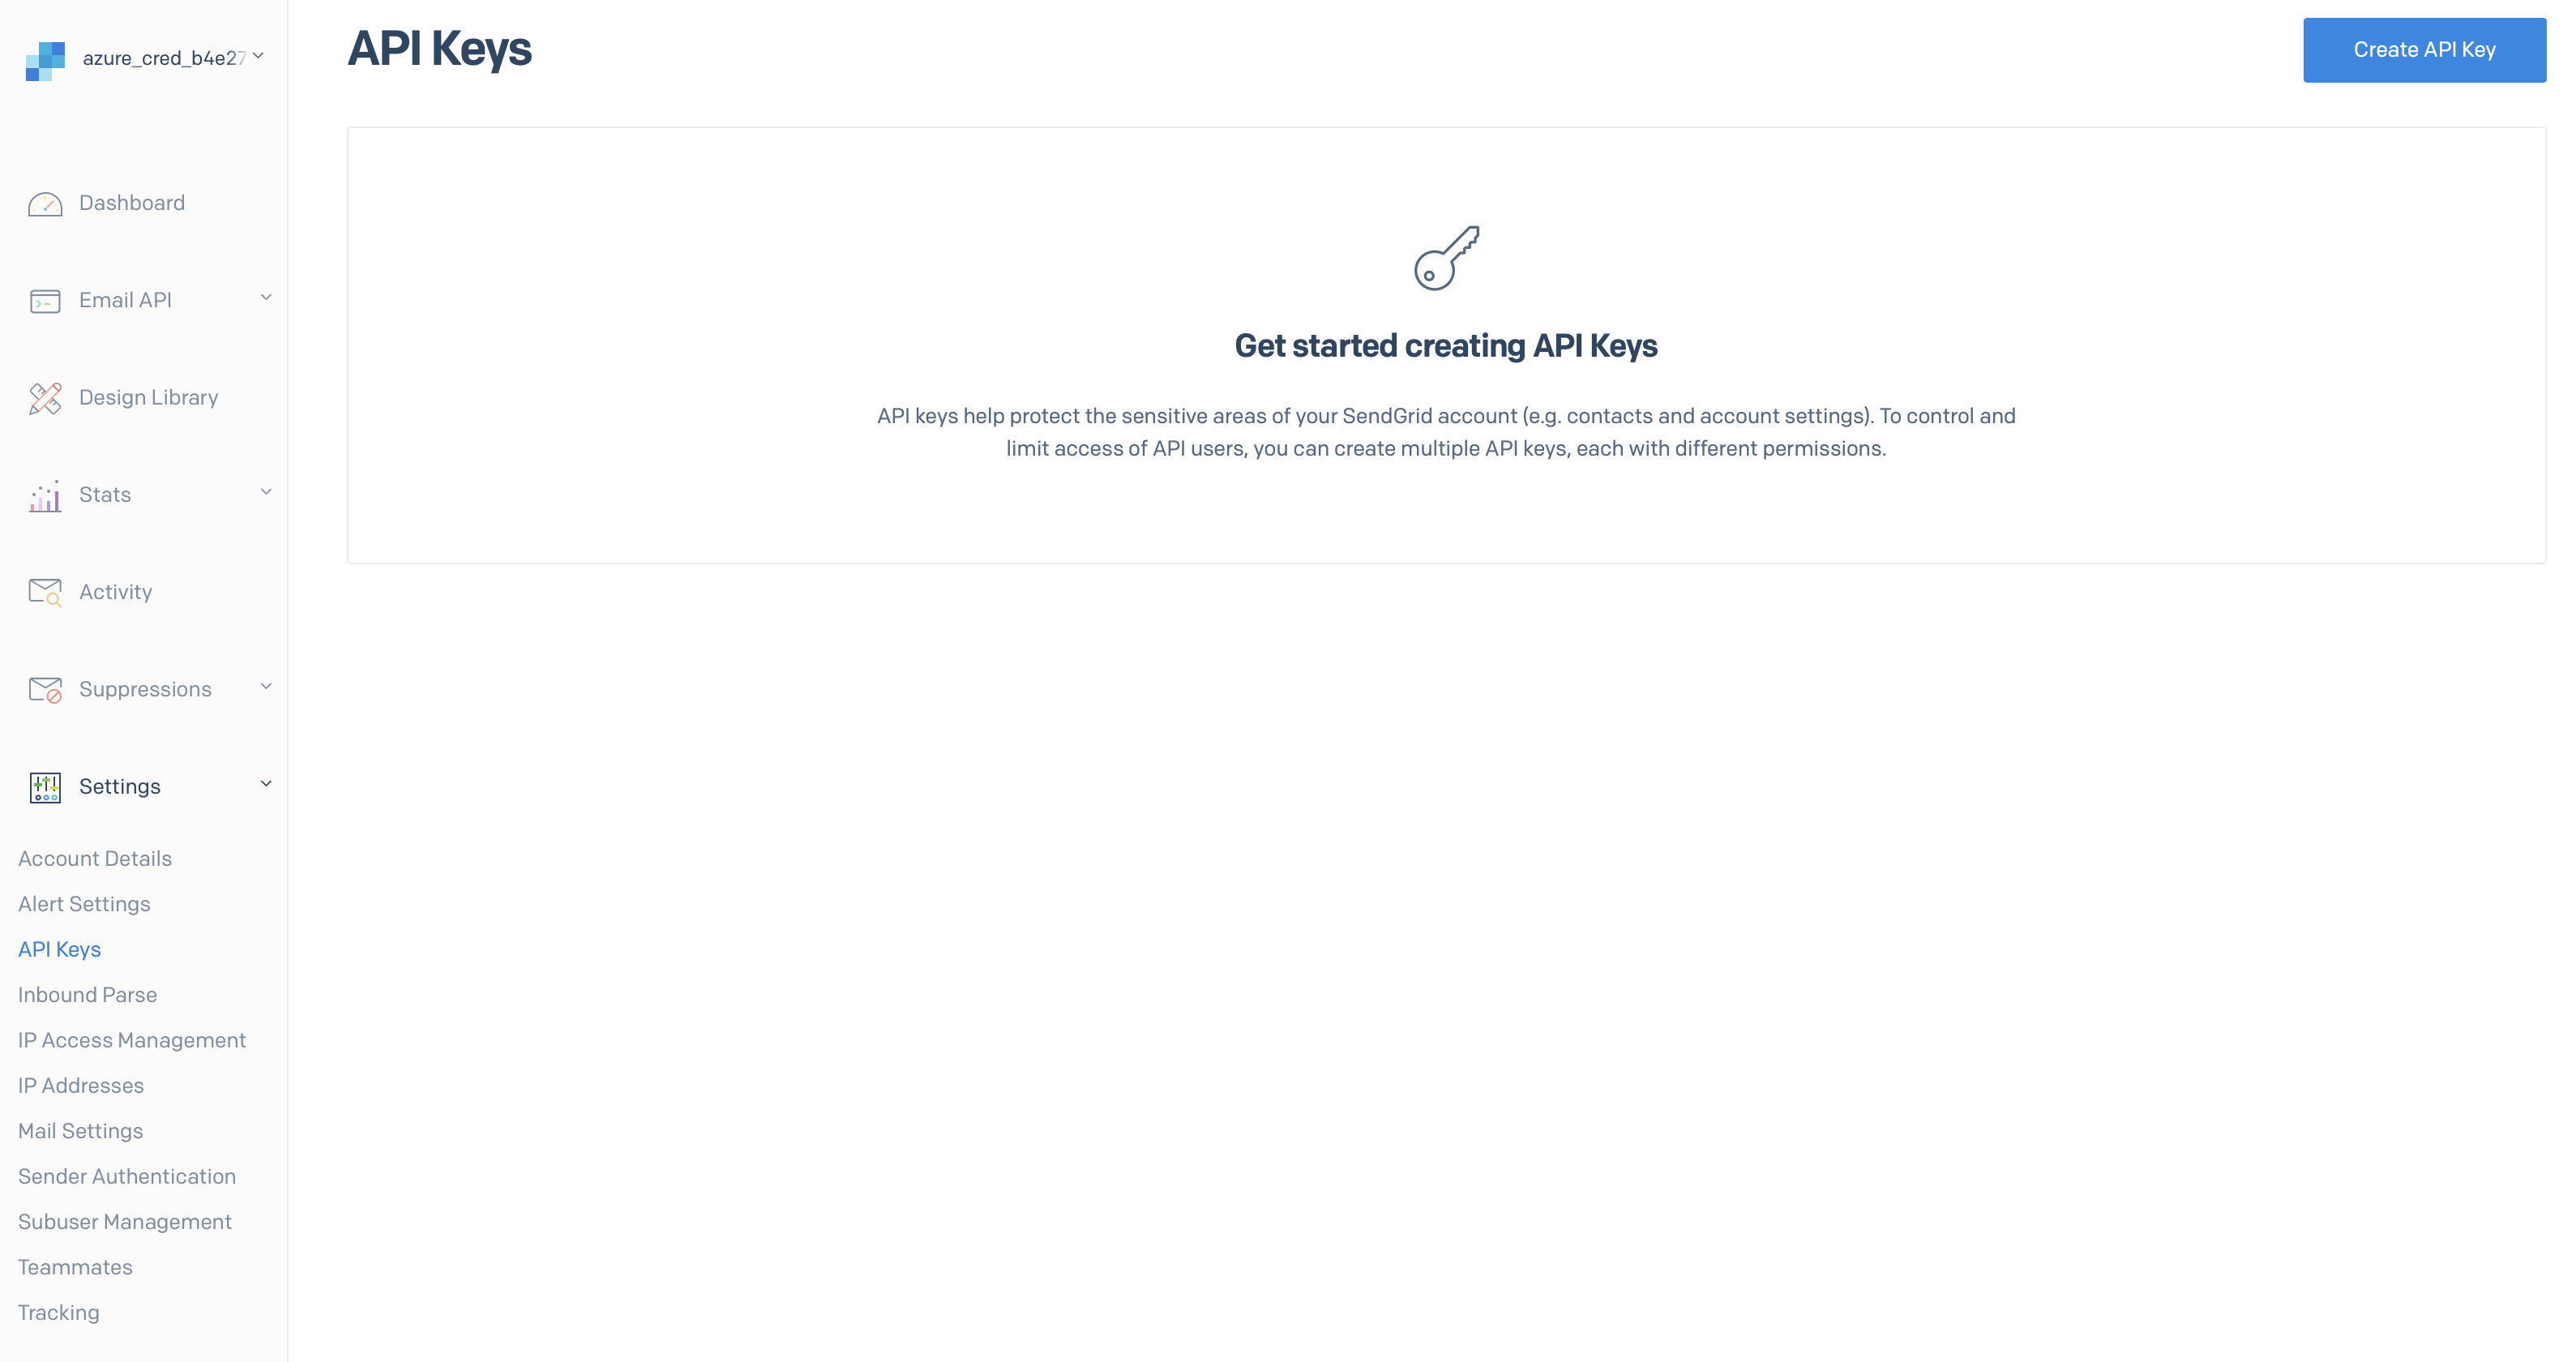 azure_cred_b4e27
Dashboard
Email API
Design Library
Stats
Activity
Suppressions
Settings
Account Details
Alert Settings
API Keys
Inbound Parse
IP Access Management
IP Addresses
Mail Settings
Sender Authentication
Subuser Management
Teammates
Tracking
API Keys
Create API Key
Get started creating API Keys
API keys help protect the sensitive areas of your SendGrid account (e.g. contacts and account settings). To control and
limit access of API users, you can create multiple API keys, each with different permissions.